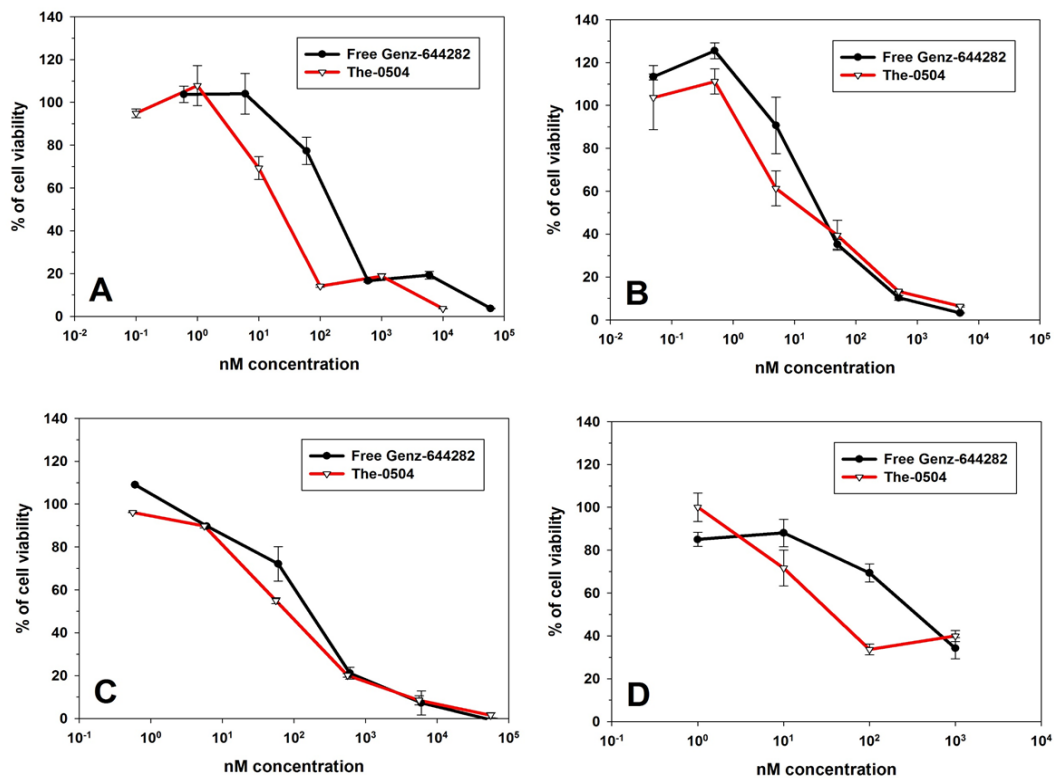 140
120
100
80
60
40
20
0
% of cell viability
Free Genz-644282
The-0504
A
10⁻² 10⁻¹ 10⁰ 10¹ 10² 10³ 10⁴ 10⁵
nM concentration
140
120
100
80
60
40
20
0
% of cell viability
Free Genz-644282
The-0504
B
10⁻² 10⁻¹ 10⁰ 10¹ 10² 10³ 10⁴ 10⁵
nM concentration
140
120
100
80
60
40
20
0
% of cell viability
Free Genz-644282
The-0504
C
10⁻¹ 10⁰ 10¹ 10² 10³ 10⁴ 10⁵
nM concentration
140
120
100
80
60
40
20
0
% of cell viability
Free Genz-644282
The-0504
D
10⁻¹ 10⁰ 10¹ 10² 10³ 10⁴
nM concentration